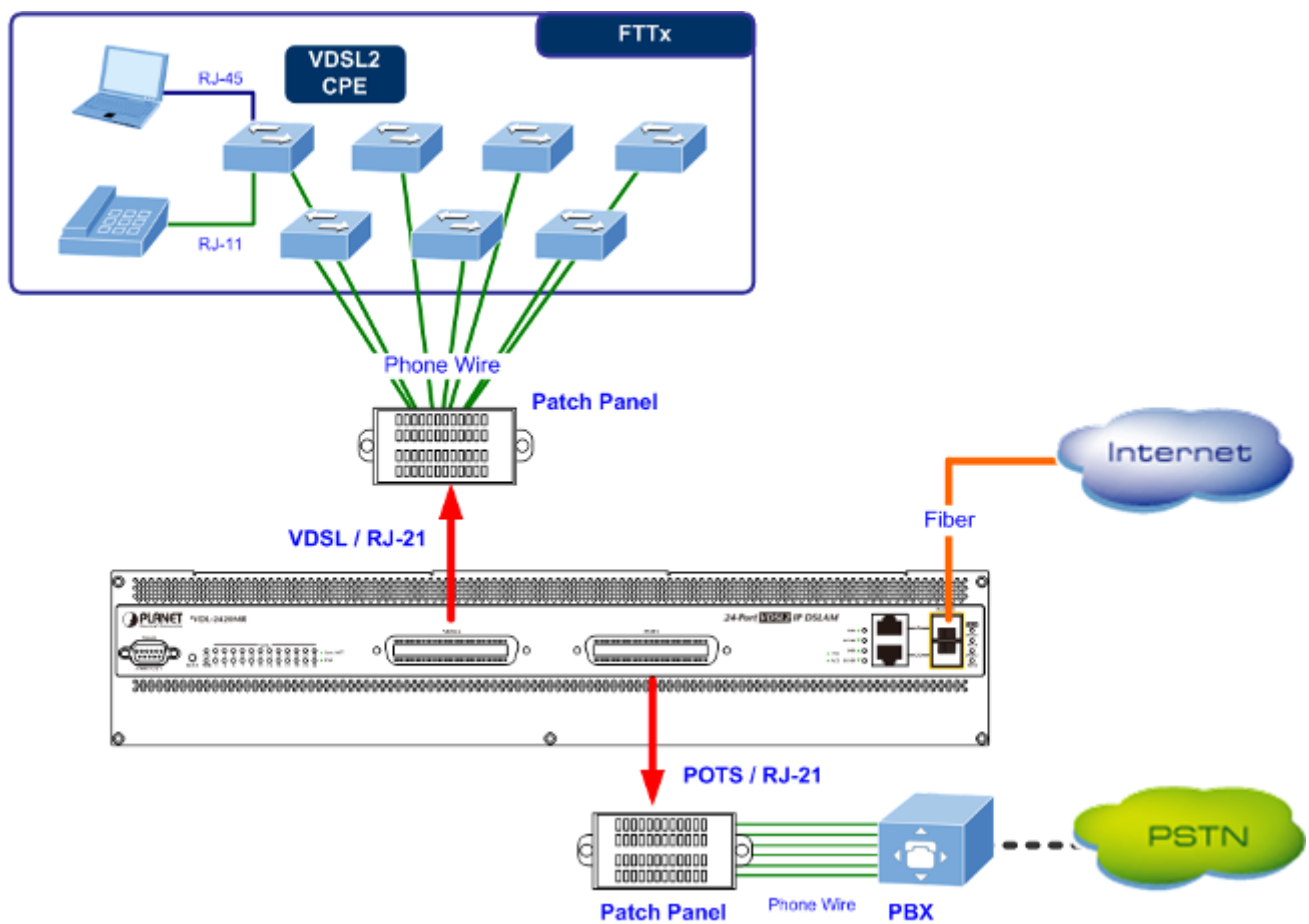 FTTx
VDSL2
CPE
RJ-45
RJ-11
Phone Wire
Patch Panel
Internet
Fiber
VDSL / RJ-21
PLANET
24-Port VDSL2 IP DSLAM
POTS / RJ-21
PSTN
Patch Panel
Phone Wire
PBX